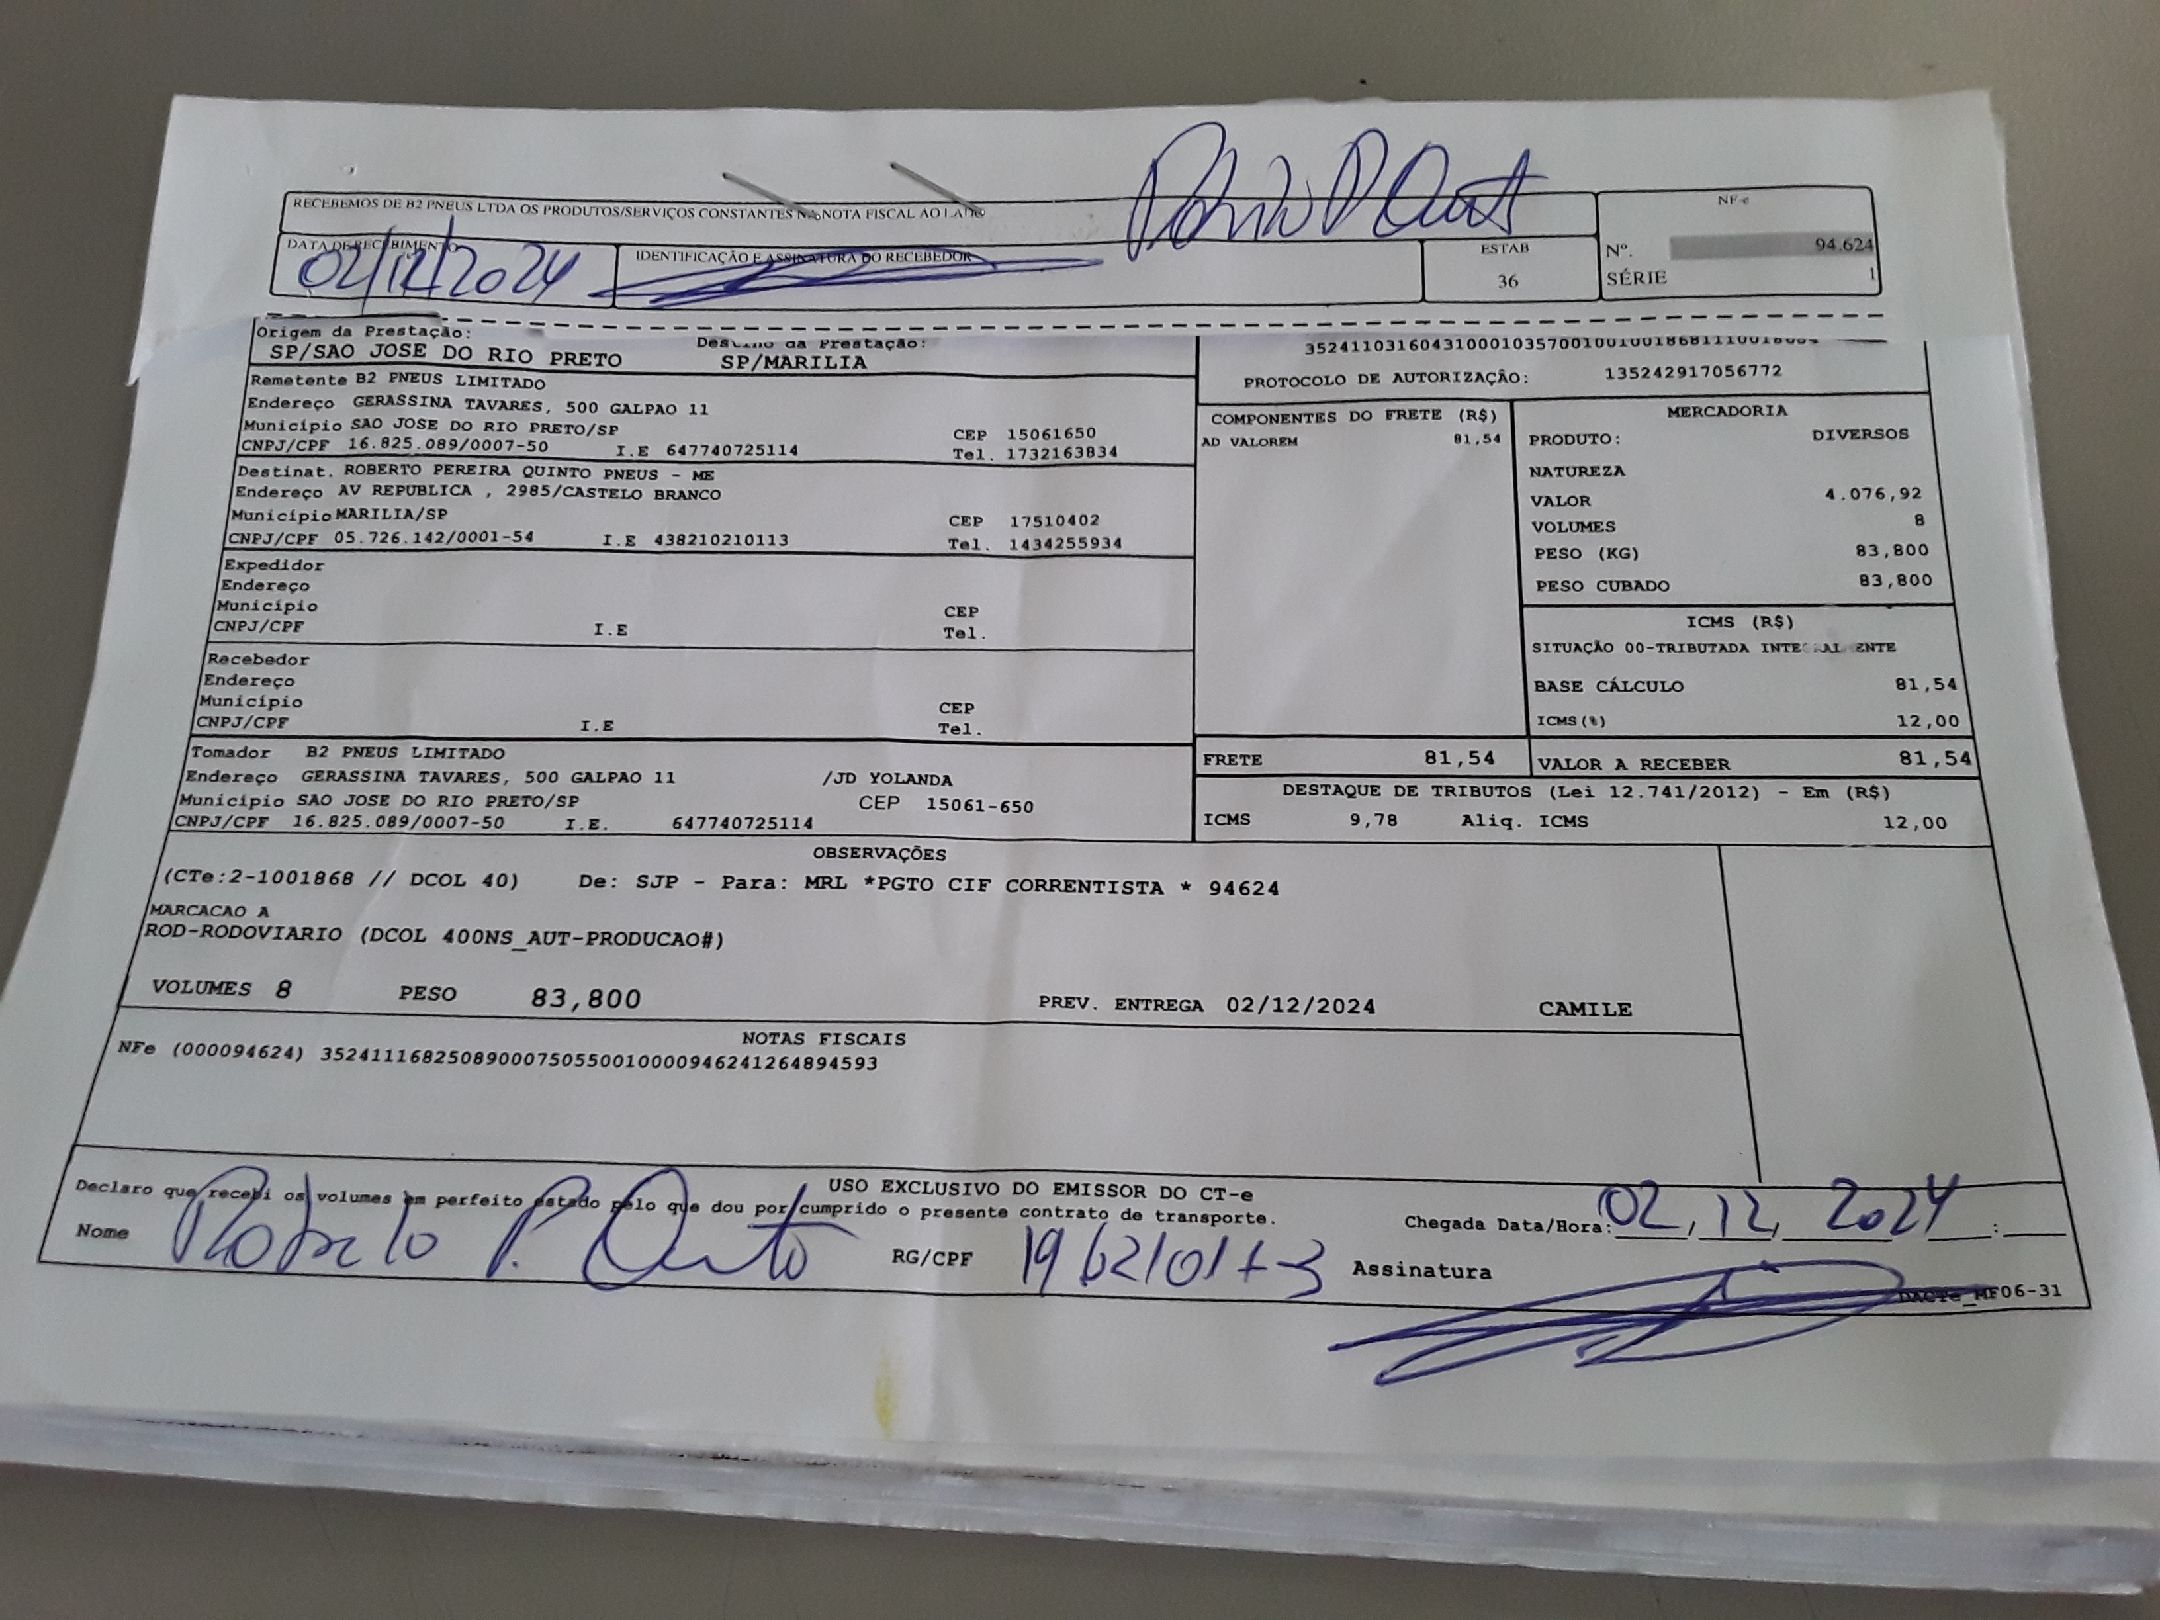 RECEBEMOS DE B2 PNEUS LTDA OS PRODUTOS/SERVIÇOS CONSTANTES NA NOTA FISCAL AO LADO
NF-e
Nº. 94.624
SÉRIE 1
DATA DE RECEBIMENTO
02/12/2024
IDENTIFICAÇÃO E ASSINATURA DO RECEBEDOR
ESTAB
36
Origem da Prestação: Destino da Prestação:
SP/SAO JOSE DO RIO PRETO SP/MARILIA
PROTOCOLO DE AUTORIZAÇÃO: 135242917056772
Remetente B2 PNEUS LIMITADO
Endereço GERASSINA TAVARES, 500 GALPAO 11
Município SAO JOSE DO RIO PRETO/SP CEP 15061650
CNPJ/CPF 16.825.089/0007-50 I.E 647740725114 Tel. 1732163834
Destinat. ROBERTO PEREIRA QUINTO PNEUS - ME
Endereço AV REPUBLICA , 2985/CASTELO BRANCO
Município MARILIA/SP CEP 17510402
CNPJ/CPF 05.726.142/0001-54 I.E 438210210113 Tel. 1434255934
Expedidor
Endereço
Município CEP
CNPJ/CPF I.E Tel.
Recebedor
Endereço
Município CEP
CNPJ/CPF I.E Tel.
Tomador B2 PNEUS LIMITADO
Endereço GERASSINA TAVARES, 500 GALPAO 11 /JD YOLANDA
Município SAO JOSE DO RIO PRETO/SP CEP 15061-650
CNPJ/CPF 16.825.089/0007-50 I.E. 647740725114
COMPONENTES DO FRETE (R$)
AD VALOREM 81,54
FRETE 81,54
MERCADORIA
PRODUTO: DIVERSOS
NATUREZA
VALOR 4.076,92
VOLUMES 8
PESO (KG) 83,800
PESO CUBADO 83,800
ICMS (R$)
SITUAÇÃO 00-TRIBUTADA INTEGRALMENTE
BASE CÁLCULO 81,54
ICMS(%) 12,00
VALOR A RECEBER 81,54
DESTAQUE DE TRIBUTOS (Lei 12.741/2012) - Em (R$)
ICMS 9,78 Aliq. ICMS 12,00
OBSERVAÇÕES
(CTe:2-1001868 // DCOL 40) De: SJP - Para: MRL *PGTO CIF CORRENTISTA * 94624
MARCACAO A
ROD-RODOVIARIO (DCOL 400NS_AUT-PRODUCAO#)
VOLUMES 8 PESO 83,800 PREV. ENTREGA 02/12/2024 CAMILE
NOTAS FISCAIS
NFe (000094624) 35241116825089000750550010000946241264894593
USO EXCLUSIVO DO EMISSOR DO CT-e
Declaro que recebi os volumes em perfeito estado pelo que dou por cumprido o presente contrato de transporte.
Chegada Data/Hora: 02, 12, 2024 :
Nome Roberto P. Quinto RG/CPF Assinatura
DACTe_MF06-31